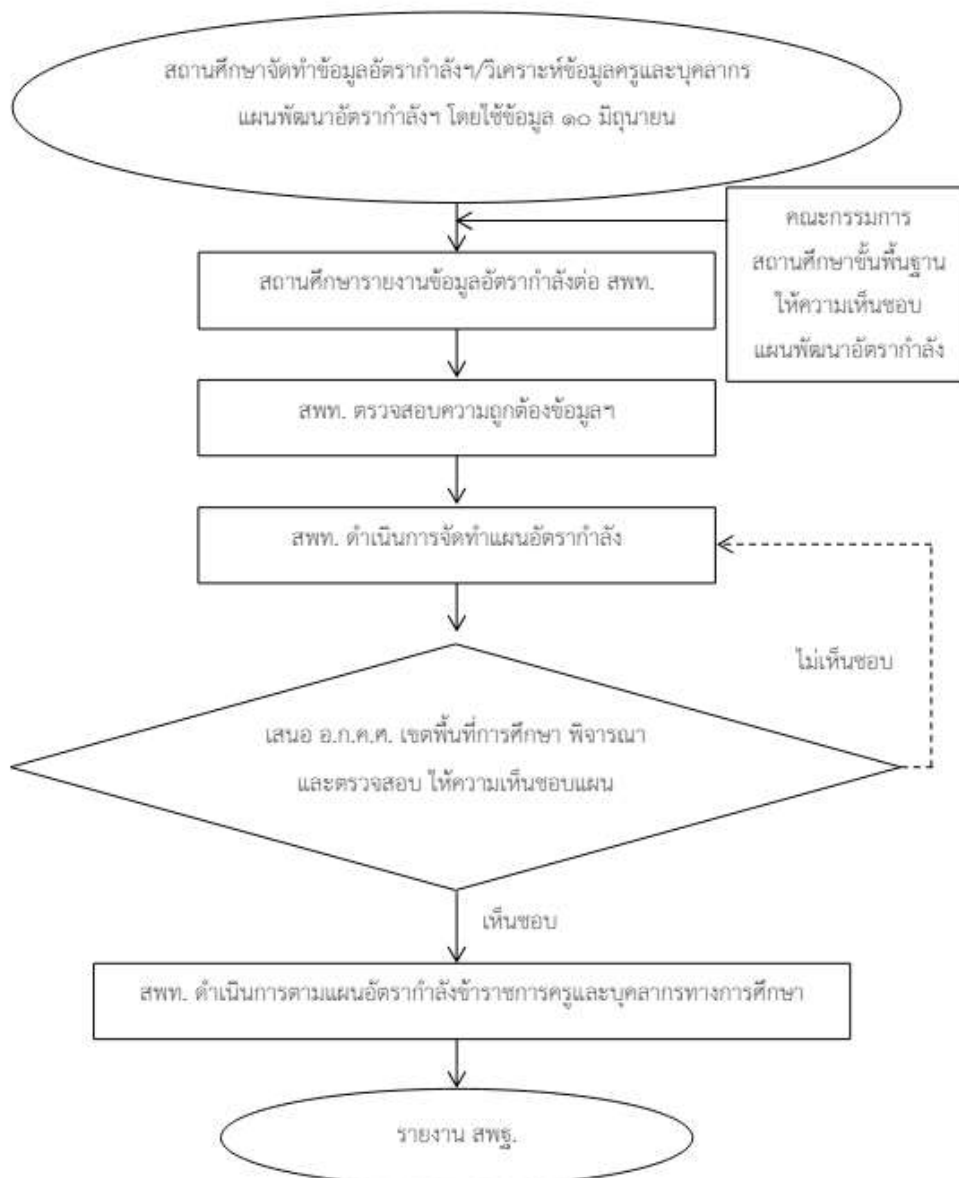 สถานศึกษาจัดทำข้อมูลอัตรากำลังฯ/วิเคราะห์ข้อมูลครูและบุคลากร
แผนพัฒนาอัตรากำลังฯ โดยใช้ข้อมูล ๑๐ มิถุนายน
คณะกรรมการ
สถานศึกษาขั้นพื้นฐาน
ให้ความเห็นชอบ
แผนพัฒนาอัตรากำลัง
สถานศึกษารายงานข้อมูลอัตรากำลังต่อ สพท.
สพท. ตรวจสอบความถูกต้องข้อมูลฯ
สพท. ดำเนินการจัดทำแผนอัตรากำลัง
ไม่เห็นชอบ
เสนอ อ.ก.ค.ศ. เขตพื้นที่การศึกษา พิจารณา
และตรวจสอบ ให้ความเห็นชอบแผน
เห็นชอบ
สพท. ดำเนินการตามแผนอัตรากำลังข้าราชการครูและบุคลากรทางการศึกษา
รายงาน สพฐ.